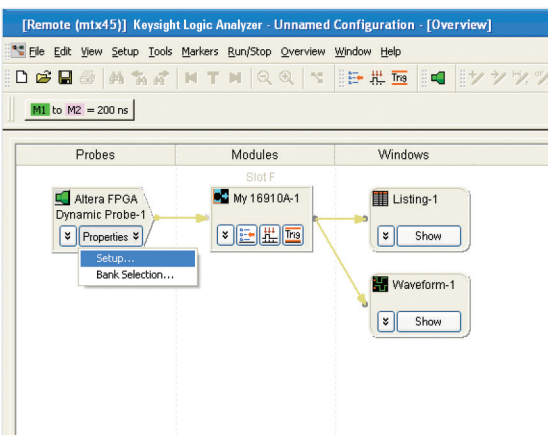 [Remote (mtx45)] Keysight Logic Analyzer - Unnamed Configuration - [Overview]
File Edit View Setup Tools Markers Run/Stop Overview Window Help
T Trig
M1 to M2 = 200 ns
Probes Modules Windows
Slot F
Altera FPGA
Dynamic Probe-1
My 16910A-1
Listing-1
Properties
Trig
Show
Setup...
Bank Selection...
Waveform-1
Show